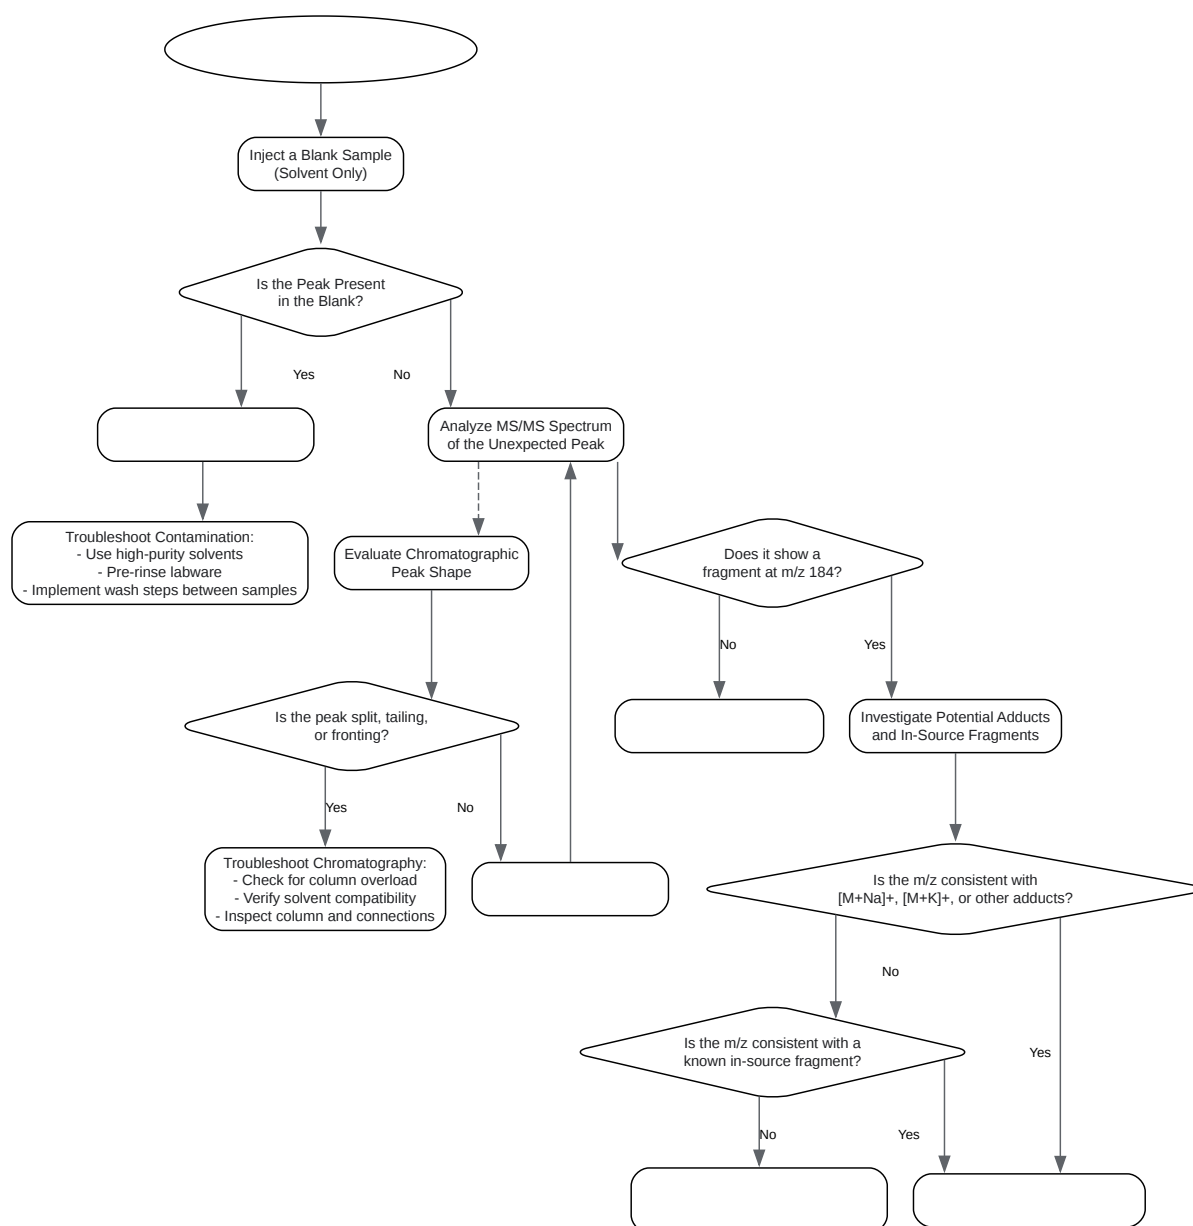 Inject a Blank Sample
(Solvent Only)
Is the Peak Present
in the Blank?
Yes
No
Analyze MS/MS Spectrum
of the Unexpected Peak
Troubleshoot Contamination:
- Use high-purity solvents
- Pre-rinse labware
- Implement wash steps between samples
Evaluate Chromatographic
Peak Shape
Does it show a
fragment at m/z 184?
No
Yes
Is the peak split, tailing,
or fronting?
Investigate Potential Adducts
and In-Source Fragments
Yes
No
Troubleshoot Chromatography:
- Check for column overload
- Verify solvent compatibility
- Inspect column and connections
Is the m/z consistent with
[M+Na]+, [M+K]+, or other adducts?
No
Yes
Is the m/z consistent with a
known in-source fragment?
No
Yes